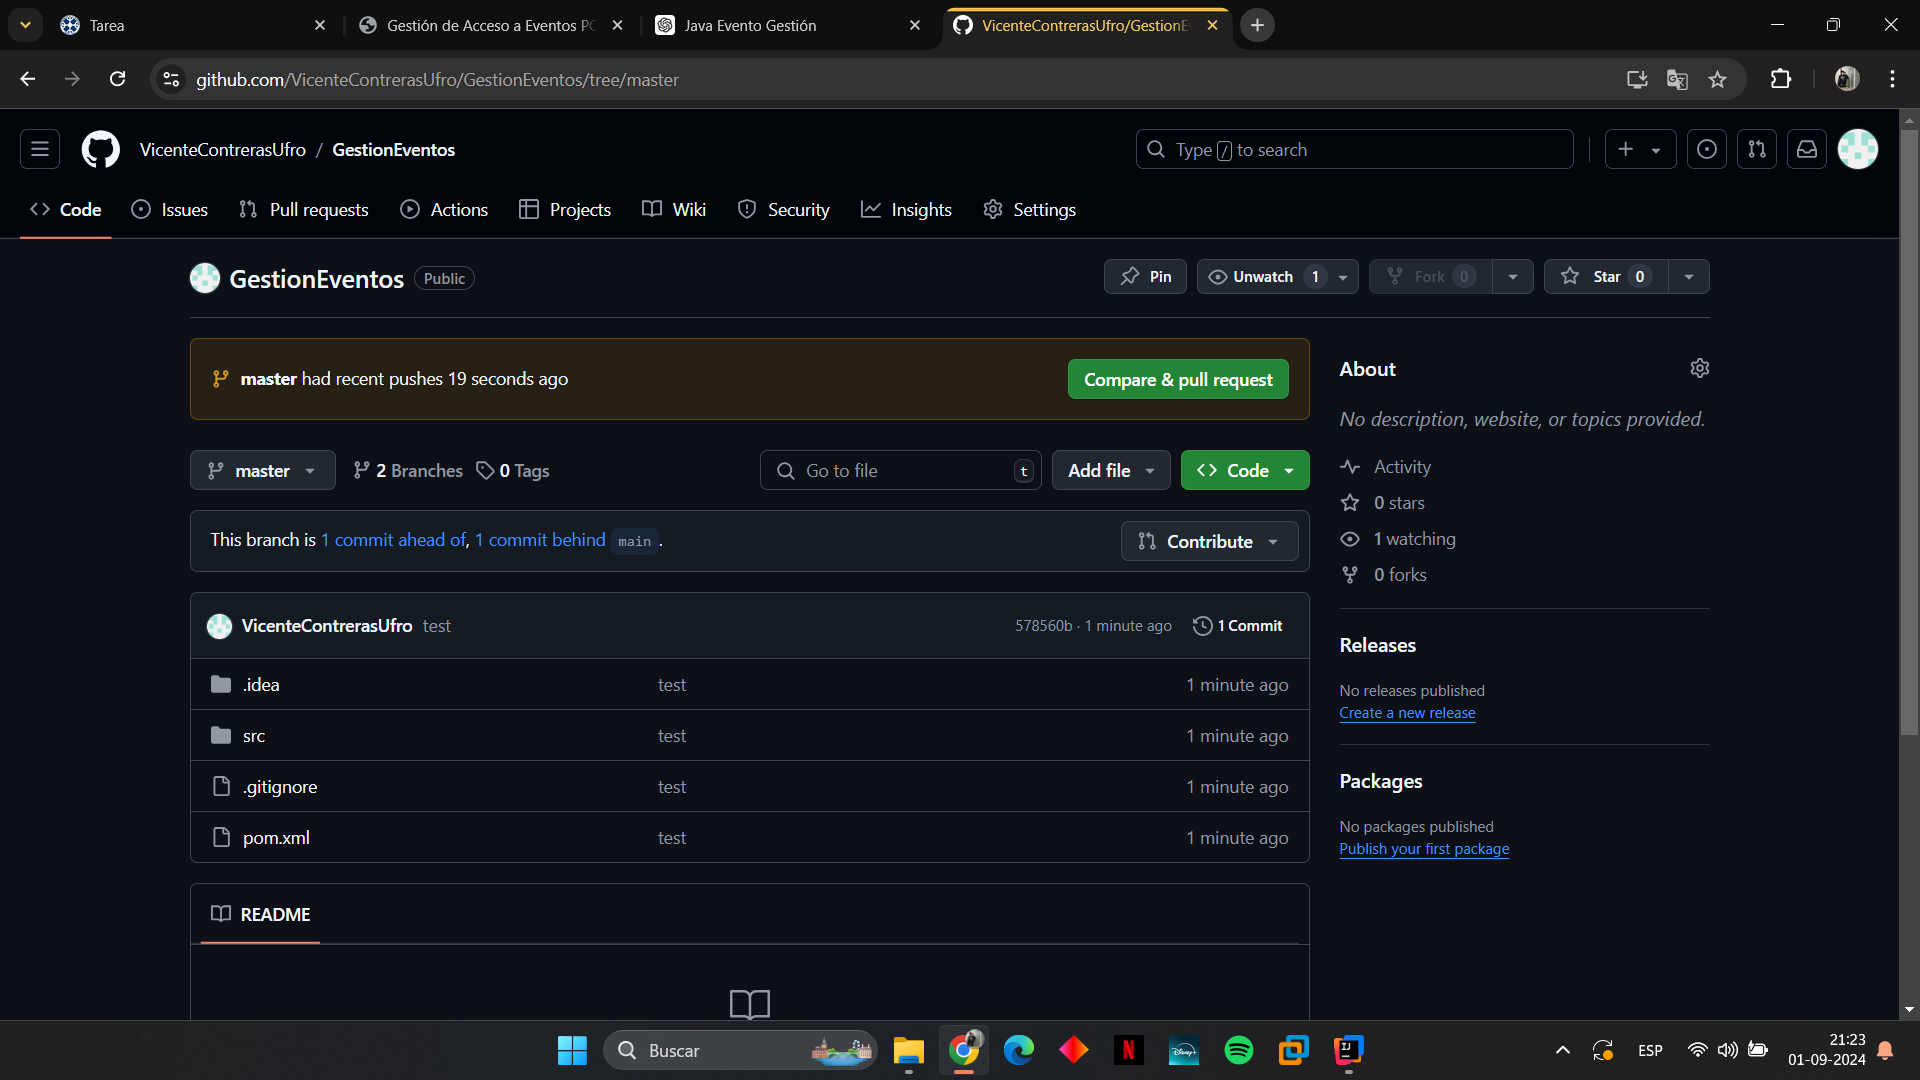 Tarea
Gestión de Acceso a Eventos PO
Java Evento Gestión
VicenteContrerasUfro/GestionE
github.com/VicenteContrerasUfro/GestionEventos/tree/master
VicenteContrerasUfro / GestionEventos
Type / to search
Code
Issues
Pull requests
Actions
Projects
Wiki
Security
Insights
Settings
GestionEventos
Public
Pin
Unwatch 1
Fork 0
Star 0
master had recent pushes 19 seconds ago
Compare & pull request
master
2 Branches
0 Tags
Go to file
t
Add file
Code
This branch is 1 commit ahead of, 1 commit behind main .
Contribute
VicenteContrerasUfro test
578560b · 1 minute ago
1 Commit
.idea test 1 minute ago
src test 1 minute ago
.gitignore test 1 minute ago
pom.xml test 1 minute ago
README
About
No description, website, or topics provided.
Activity
0 stars
1 watching
0 forks
Releases
No releases published
Create a new release
Packages
No packages published
Publish your first package
Buscar
N
Disney+
IJ
ESP
21:23
01-09-2024